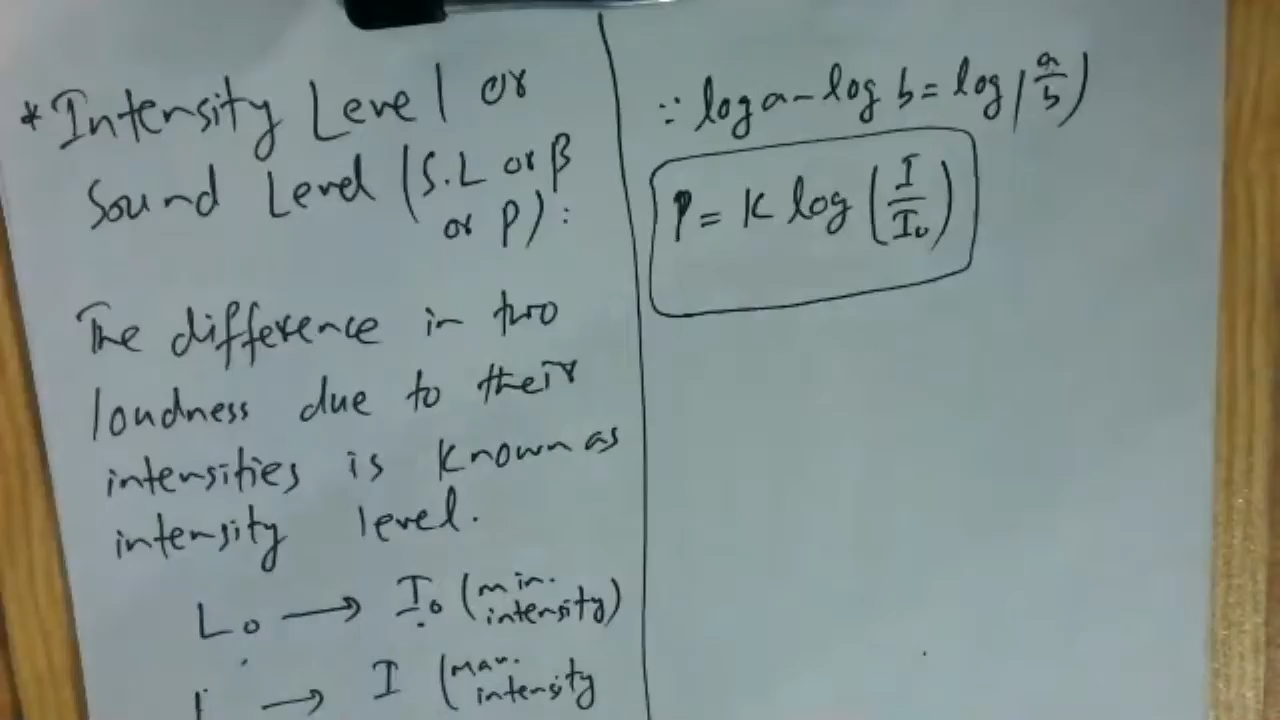 * Intensity Level or
Sound Level (S.L or β
or P):
The difference in two
loudness due to their
intensities is known as
intensity level.
L₀ → I₀ (min. intensity)
→ I (max. intensity
∵ log a - log b = log (a/b)
P = K log (I/I₀)